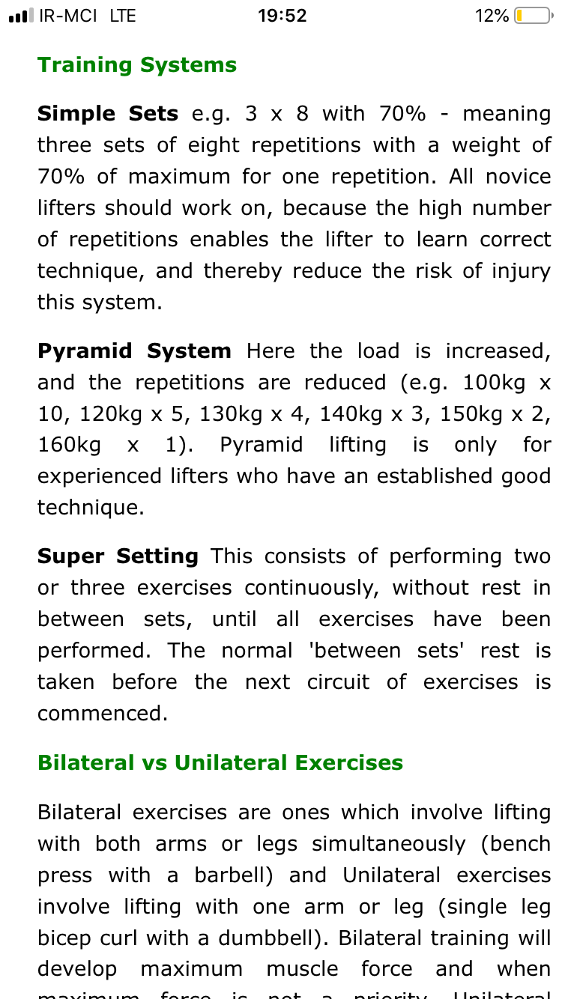 IR-MCI LTE 19:52 12%
Training Systems
Simple Sets e.g. 3 x 8 with 70% - meaning
three sets of eight repetitions with a weight of
70% of maximum for one repetition. All novice
lifters should work on, because the high number
of repetitions enables the lifter to learn correct
technique, and thereby reduce the risk of injury
this system.
Pyramid System Here the load is increased,
and the repetitions are reduced (e.g. 100kg x
10, 120kg x 5, 130kg x 4, 140kg x 3, 150kg x 2,
160kg x 1). Pyramid lifting is only for
experienced lifters who have an established good
technique.
Super Setting This consists of performing two
or three exercises continuously, without rest in
between sets, until all exercises have been
performed. The normal 'between sets' rest is
taken before the next circuit of exercises is
commenced.
Bilateral vs Unilateral Exercises
Bilateral exercises are ones which involve lifting
with both arms or legs simultaneously (bench
press with a barbell) and Unilateral exercises
involve lifting with one arm or leg (single leg
bicep curl with a dumbbell). Bilateral training will
develop maximum muscle force and when
maximum force is not a priority, Unilateral